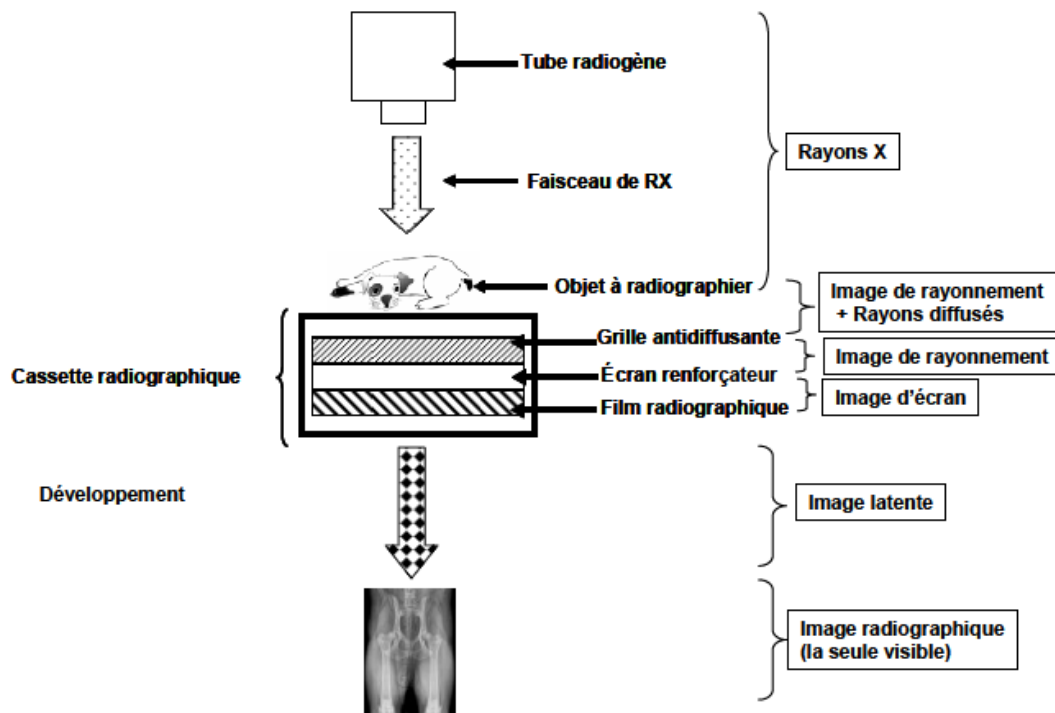 Tube radiogène
Rayons X
Faisceau de RX
Objet à radiographier
Image de rayonnement
+ Rayons diffusés
Grille antidiffusante
Image de rayonnement
Cassette radiographique
Écran renforçateur
Image d'écran
Film radiographique
Développement
Image latente
Image radiographique
(la seule visible)